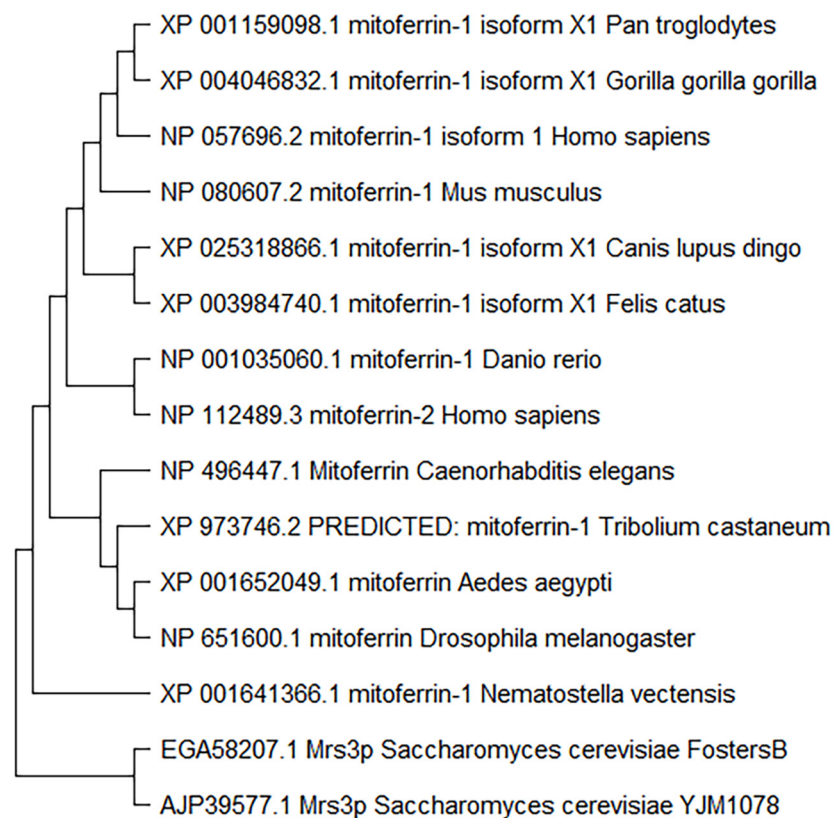 XP 001159098.1 mitoferrin-1 isoform X1 Pan troglodytes
XP 004046832.1 mitoferrin-1 isoform X1 Gorilla gorilla gorilla
NP 057696.2 mitoferrin-1 isoform 1 Homo sapiens
NP 080607.2 mitoferrin-1 Mus musculus
XP 025318866.1 mitoferrin-1 isoform X1 Canis lupus dingo
XP 003984740.1 mitoferrin-1 isoform X1 Felis catus
NP 001035060.1 mitoferrin-1 Danio rerio
NP 112489.3 mitoferrin-2 Homo sapiens
NP 496447.1 Mitoferrin Caenorhabditis elegans
XP 973746.2 PREDICTED: mitoferrin-1 Tribolium castaneum
XP 001652049.1 mitoferrin Aedes aegypti
NP 651600.1 mitoferrin Drosophila melanogaster
XP 001641366.1 mitoferrin-1 Nematostella vectensis
EGA58207.1 Mrs3p Saccharomyces cerevisiae FostersB
AJP39577.1 Mrs3p Saccharomyces cerevisiae YJM1078